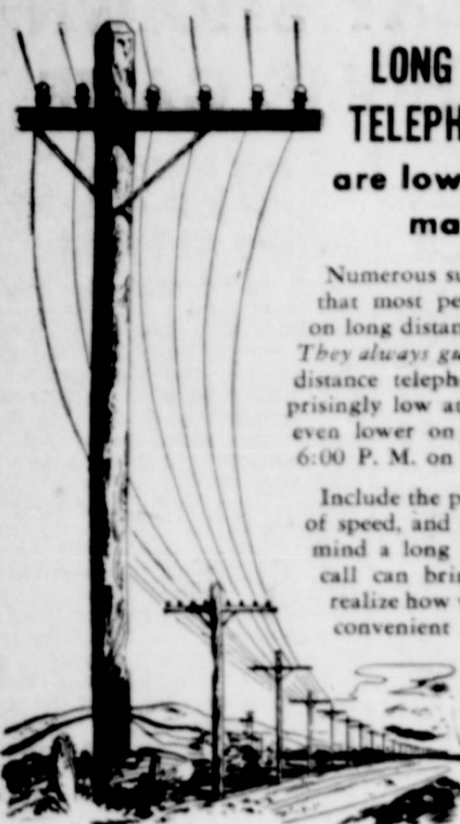 LONG
TELEPH
are low
ma
Numerous su
that most pe
on long distan
They always gu
distance teleph
prisingly low at
even lower on
6:00 P. M. on
Include the p
of speed, and
mind a long
call can brin
realize how
convenient